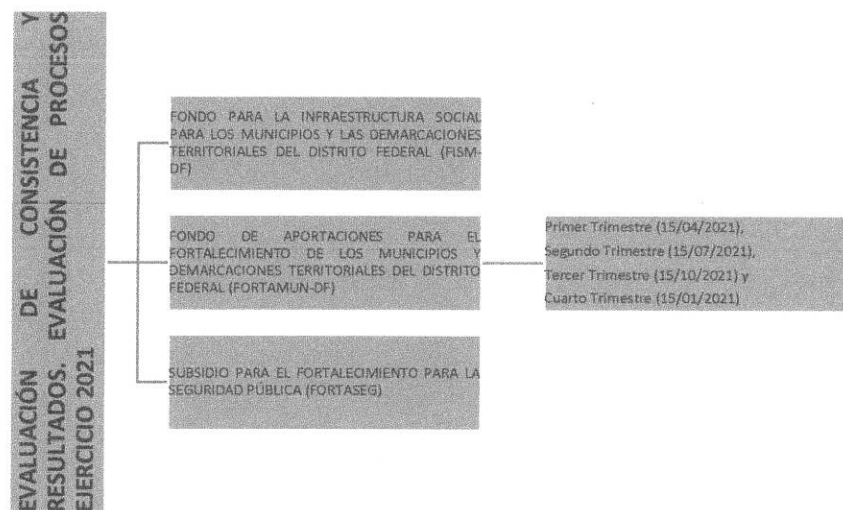 EVALUACIÓN DE CONSISTENCIA Y
RESULTADOS. EVALUACIÓN DE PROCESOS
EJERCICIO 2021
FONDO PARA LA INFRAESTRUCTURA SOCIAL
PARA LOS MUNICIPIOS Y LAS DEMARCACIONES
TERRITORIALES DEL DISTRITO FEDERAL (FISM-
DF)
FONDO DE APORTACIONES PARA EL
FORTALECIMIENTO DE LOS MUNICIPIOS Y
DEMARCACIONES TERRITORIALES DEL DISTRITO
FEDERAL (FORTAMUN-DF)
Primer Trimestre (15/04/2021),
Segundo Trimestre (15/07/2021),
Tercer Trimestre (15/10/2021) y
Cuarto Trimestre (15/01/2021)
SUBSIDIO PARA EL FORTALECIMIENTO PARA LA
SEGURIDAD PÚBLICA (FORTASEG)